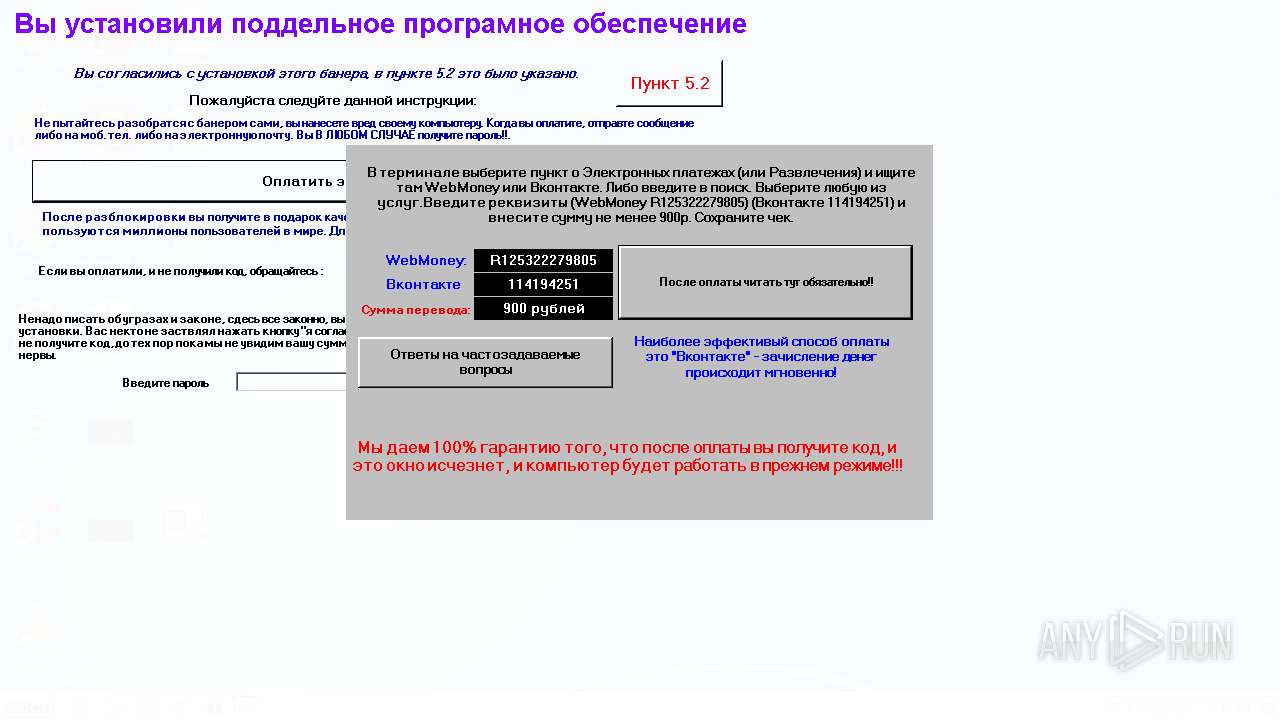 Вы установили поддельное програмное обеспечение
Вы согласились с установкой этого банера, в пункте 5.2 это было указано.
Пункт 5.2
Пожалуйста следуйте данной инструкции:
Не пытайтесь разобратся с банером сами, вы нанесете вред своему компьютеру. Когда вы оплатите, отправте сообщение
либо на моб. тел. либо на электронную почту. Вы В ЛЮБОМ СЛУЧАЕ получите пароль!!.
Оплатить э
После разблокировки вы получите в подарок каче
пользуются миллионы пользователей в мире. Дл
Если вы оплатили, и не получили код, обращайтесь :
Ненадо писать об угразах и законе, сдесь все законно, вы
установки. Вас некто не заствлял нажать кнопку "я соглас
не получите код, до тех пор пока мы не увидим вашу сумм
нервы.
Введите пароль
В терминале выберите пункт о Электронных платежах (или Развлечения) и ищите
там WebMoney или Вконтакте. Либо введите в поиск. Выберите любую из
услуг.Введите реквизиты (WebMoney R125322279805) (Вконтакте 114194251) и
внесите сумму не менее 900р. Сохраните чек.
WebMoney: R125322279805
Вконтакте 114194251
Сумма перевода: 900 рублей
После оплаты читать тут обязательно!!
Ответы на частозадаваемые
вопросы
Наиболее эффективый способ оплаты
это "Вконтакте" - зачисление денег
происходит мгновенно!
Мы даем 100% гарантию того, что после оплаты вы получите код, и
это окно исчезнет, и компьютер будет работать в прежнем режиме!!!
ANY RUN